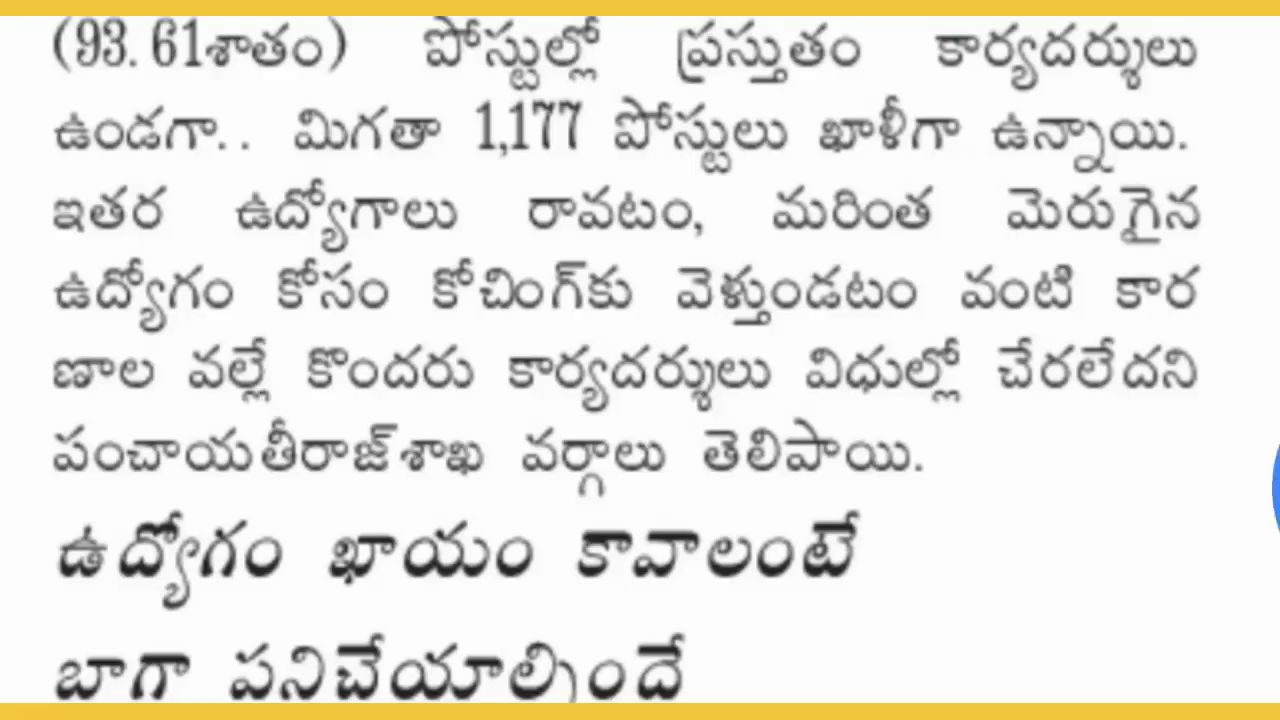 (93.61శాతం) పోస్టుల్లో ప్రస్తుతం కార్యదర్శులు
ఉండగా.. మిగతా 1,177 పోస్టులు ఖాళీగా ఉన్నాయి.
ఇతర ఉద్యోగాలు రావటం, మరింత మెరుగైన
ఉద్యోగం కోసం కోచింగ్‌కు వెళ్తుండటం వంటి కార
ణాల వల్లే కొందరు కార్యదర్శులు విధుల్లో చేరలేదని
పంచాయతీరాజ్‌శాఖ వర్గాలు తెలిపాయి.
ఉద్యోగం ఖాయం కావాలంటే
బాగా పనిచేయాల్సిందే